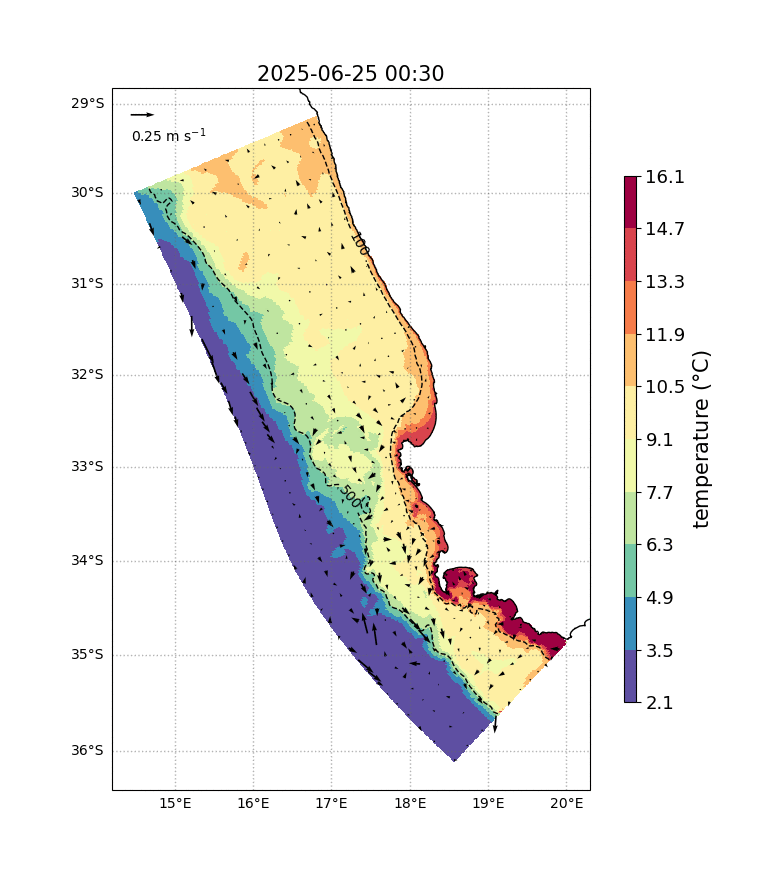 2025-06-25 00:30
0.25 m s⁻¹
29°S
30°S
31°S
32°S
33°S
34°S
35°S
36°S
15°E 16°E 17°E 18°E 19°E 20°E
100
500
16.1
14.7
13.3
11.9
10.5
9.1
7.7
6.3
4.9
3.5
2.1
temperature (°C)